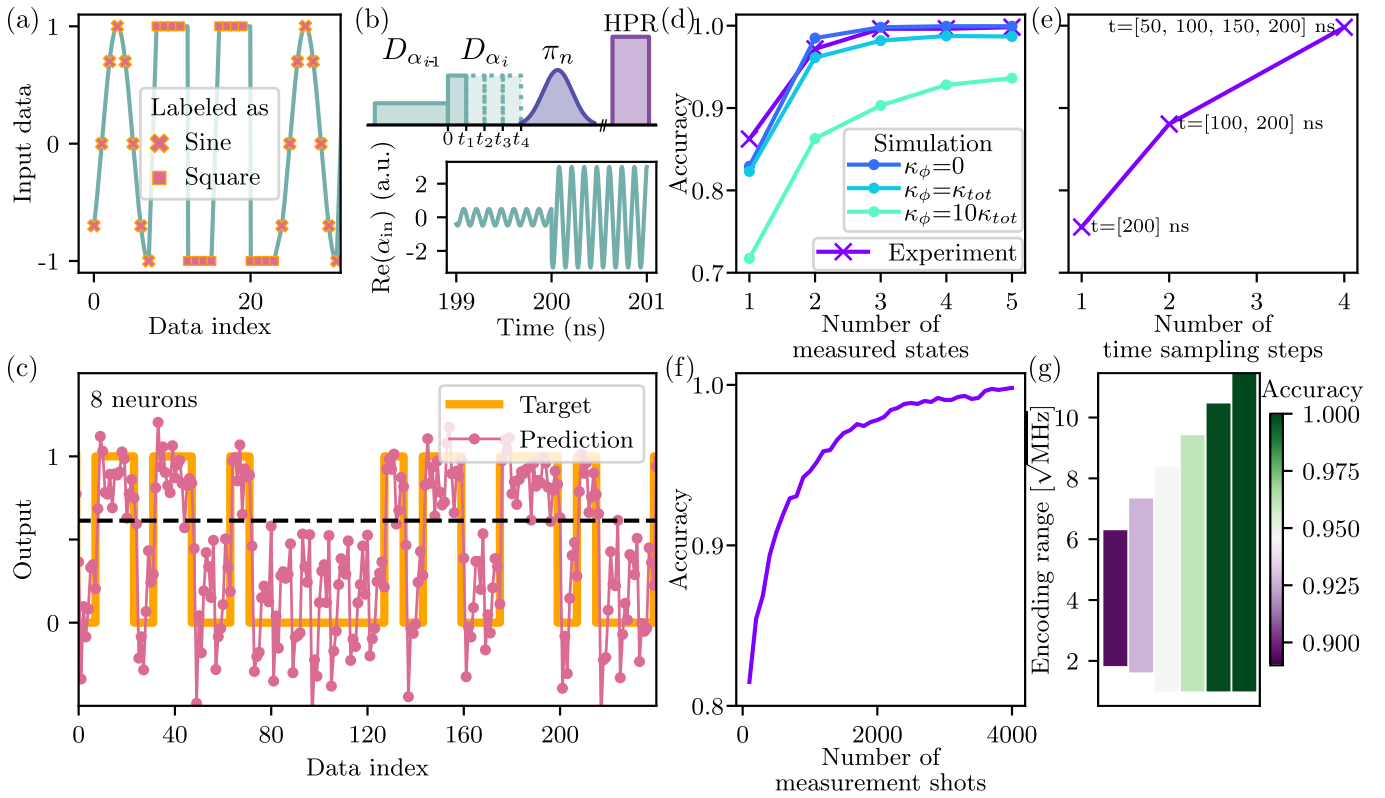 (a)
1
0
-1
Input data
Labeled as
Sine
Square
0
20
Data index
(b)
HPR
D_{α_{i-1}}
D_{α_i}
π_n
0 t_1 t_2 t_3 t_4
Re(α_in) (a.u.)
2
0
-2
199
200
201
Time (ns)
(d)
1.0
0.9
0.8
0.7
Accuracy
Simulation
κ_ϕ=0
κ_ϕ=κ_tot
κ_ϕ=10κ_tot
Experiment
1 2 3 4 5
Number of
measured states
(e)
t=[50, 100, 150, 200] ns
t=[100, 200] ns
t=[200] ns
1 2 3 4
Number of
time sampling steps
(c)
8 neurons
Target
Prediction
1
0
Output
0 40 80 120 160 200
Data index
(f)
1.0
0.9
0.8
Accuracy
0 2000 4000
Number of
measurement shots
(g)
Encoding range [√MHz]
10
8
6
4
2
Accuracy
1.000
0.975
0.950
0.925
0.900